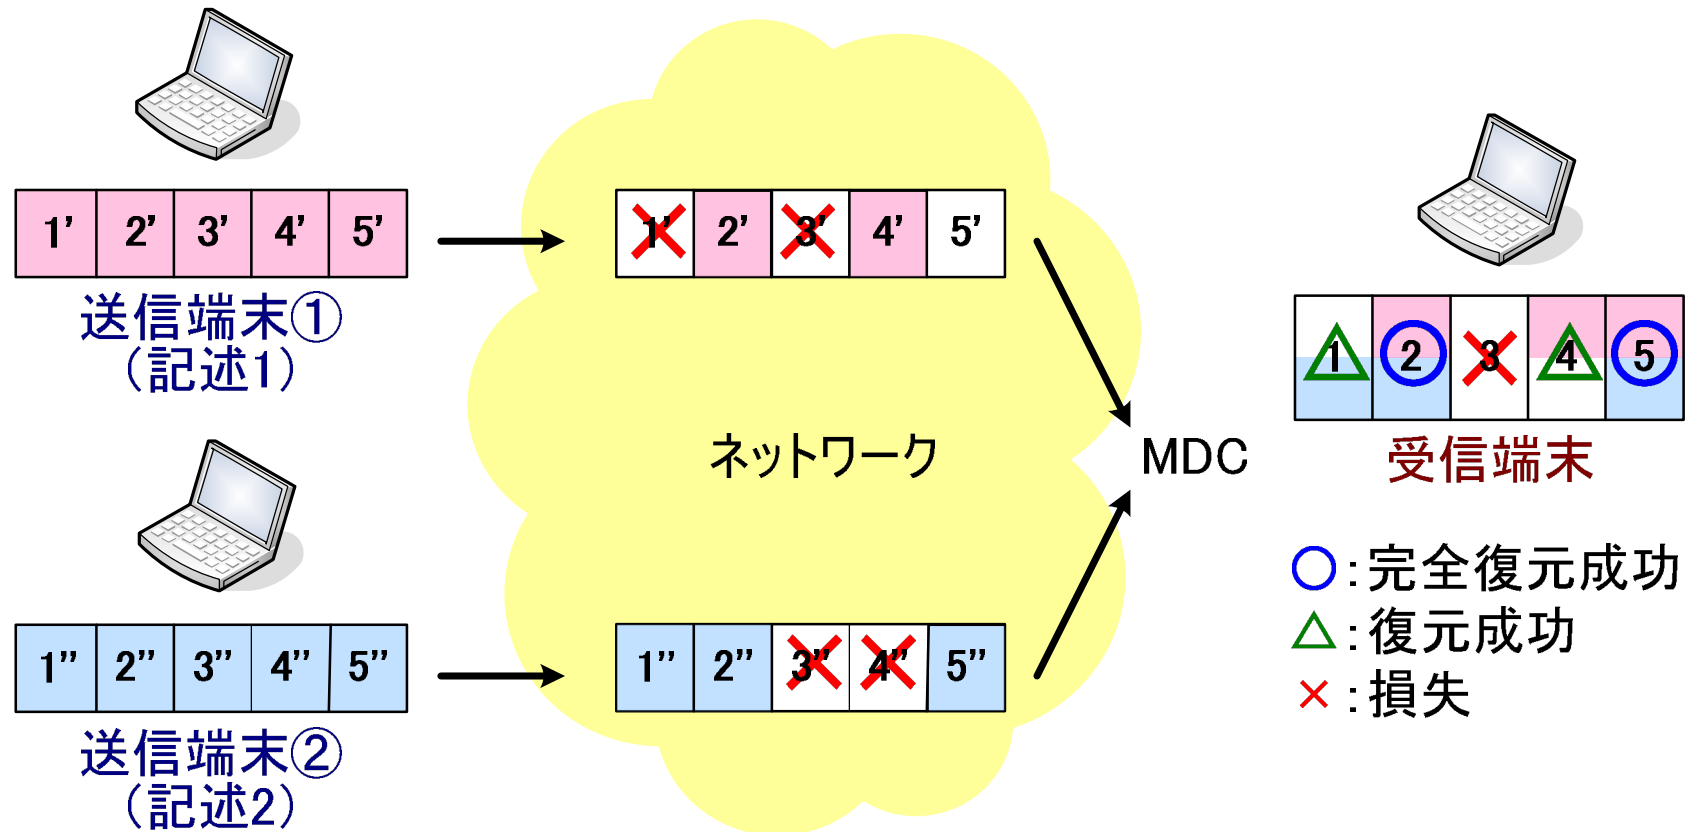 1' 2' 3' 4' 5'
送信端末①
(記述1)
1'' 2'' 3'' 4'' 5''
送信端末②
(記述2)
1' 2' 3' 4' 5'
ネットワーク
1'' 2'' 3'' 4'' 5''
MDC
1 2 3 4 5
受信端末
○:完全復元成功
△:復元成功
×:損失